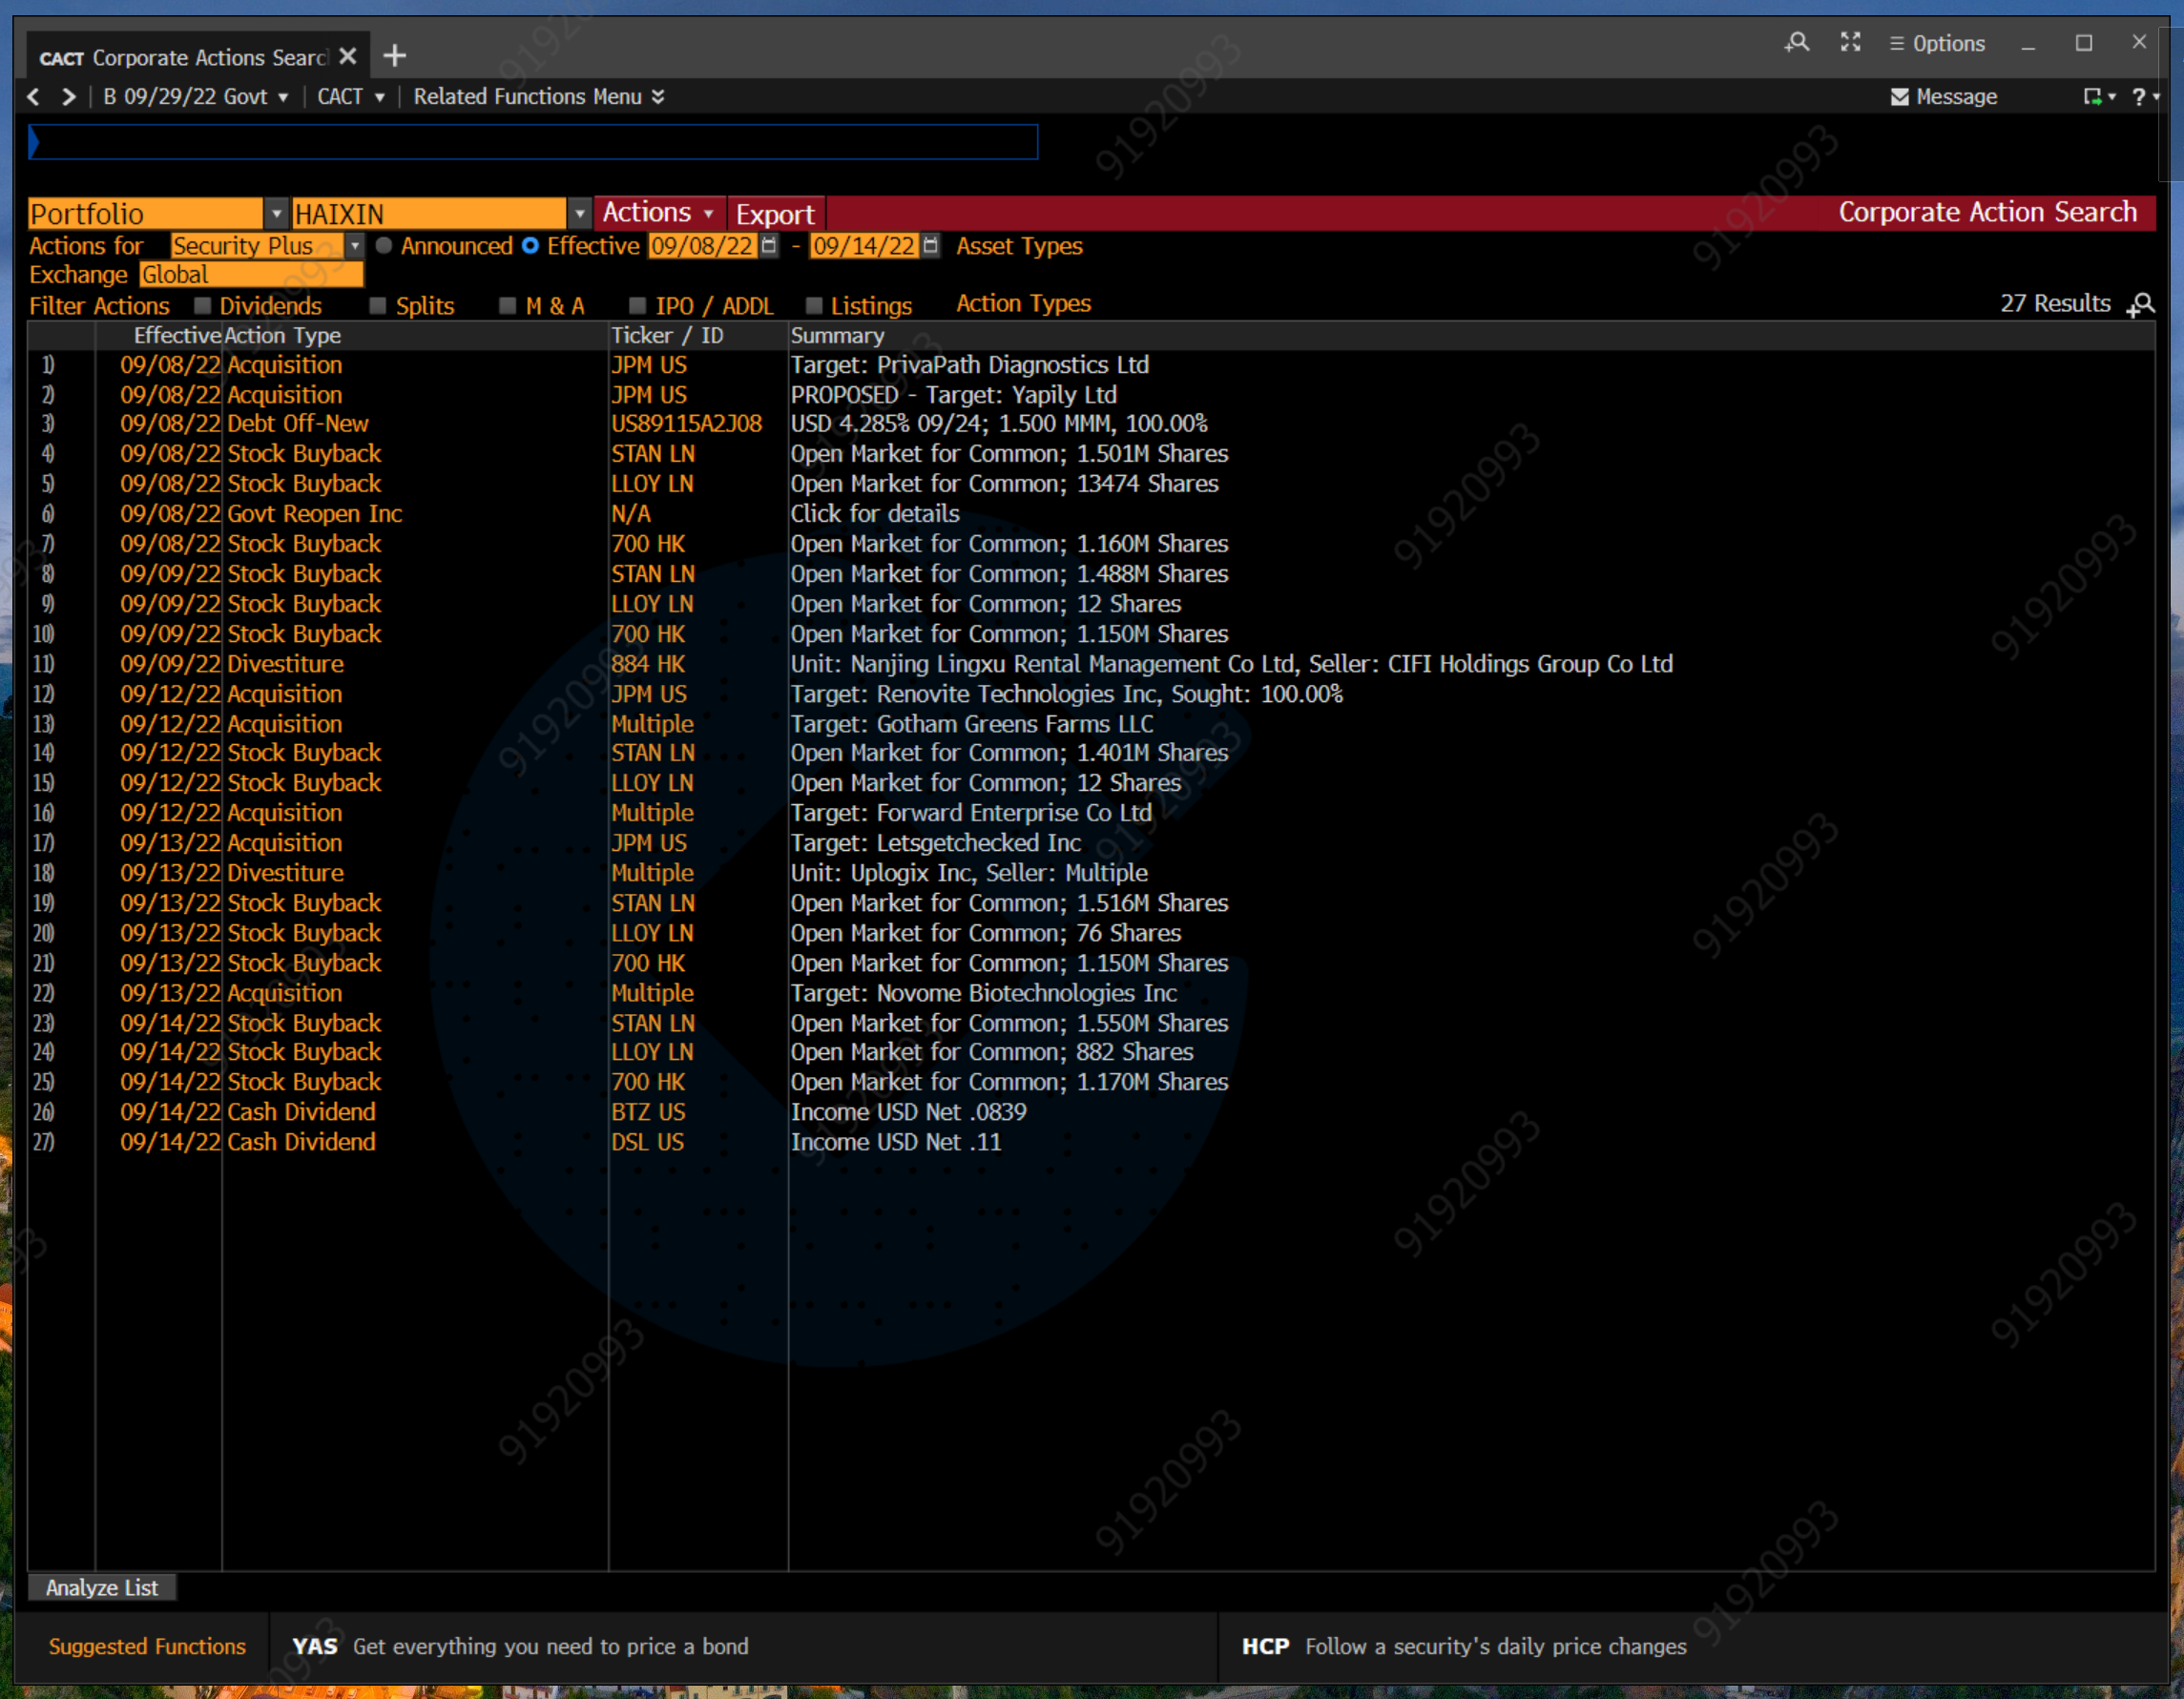 CACT Corporate Actions Searc
Options
B 09/29/22 Govt CACT Related Functions Menu
Message ?
Portfolio HAIXIN Actions Export Corporate Action Search
Actions for Security Plus Announced Effective 09/08/22 - 09/14/22 Asset Types
Exchange Global
Filter Actions Dividends Splits M & A IPO / ADDL Listings Action Types 27 Results
Effective Action Type Ticker / ID Summary
1) 09/08/22 Acquisition JPM US Target: PrivaPath Diagnostics Ltd
2) 09/08/22 Acquisition JPM US PROPOSED - Target: Yapily Ltd
3) 09/08/22 Debt Off-New US89115A2J08 USD 4.285% 09/24; 1.500 MMM, 100.00%
4) 09/08/22 Stock Buyback STAN LN Open Market for Common; 1.501M Shares
5) 09/08/22 Stock Buyback LLOY LN Open Market for Common; 13474 Shares
6) 09/08/22 Govt Reopen Inc N/A Click for details
7) 09/08/22 Stock Buyback 700 HK Open Market for Common; 1.160M Shares
8) 09/09/22 Stock Buyback STAN LN Open Market for Common; 1.488M Shares
9) 09/09/22 Stock Buyback LLOY LN Open Market for Common; 12 Shares
10) 09/09/22 Stock Buyback 700 HK Open Market for Common; 1.150M Shares
11) 09/09/22 Divestiture 884 HK Unit: Nanjing Lingxu Rental Management Co Ltd, Seller: CIFI Holdings Group Co Ltd
12) 09/12/22 Acquisition JPM US Target: Renovite Technologies Inc, Sought: 100.00%
13) 09/12/22 Acquisition Multiple Target: Gotham Greens Farms LLC
14) 09/12/22 Stock Buyback STAN LN Open Market for Common; 1.401M Shares
15) 09/12/22 Stock Buyback LLOY LN Open Market for Common; 12 Shares
16) 09/12/22 Acquisition Multiple Target: Forward Enterprise Co Ltd
17) 09/13/22 Acquisition JPM US Target: Letsgetchecked Inc
18) 09/13/22 Divestiture Multiple Unit: Uplogix Inc, Seller: Multiple
19) 09/13/22 Stock Buyback STAN LN Open Market for Common; 1.516M Shares
20) 09/13/22 Stock Buyback LLOY LN Open Market for Common; 76 Shares
21) 09/13/22 Stock Buyback 700 HK Open Market for Common; 1.150M Shares
22) 09/13/22 Acquisition Multiple Target: Novome Biotechnologies Inc
23) 09/14/22 Stock Buyback STAN LN Open Market for Common; 1.550M Shares
24) 09/14/22 Stock Buyback LLOY LN Open Market for Common; 882 Shares
25) 09/14/22 Stock Buyback 700 HK Open Market for Common; 1.170M Shares
26) 09/14/22 Cash Dividend BTZ US Income USD Net .0839
27) 09/14/22 Cash Dividend DSL US Income USD Net .11
Analyze List
Suggested Functions YAS Get everything you need to price a bond HCP Follow a security's daily price changes
91920993